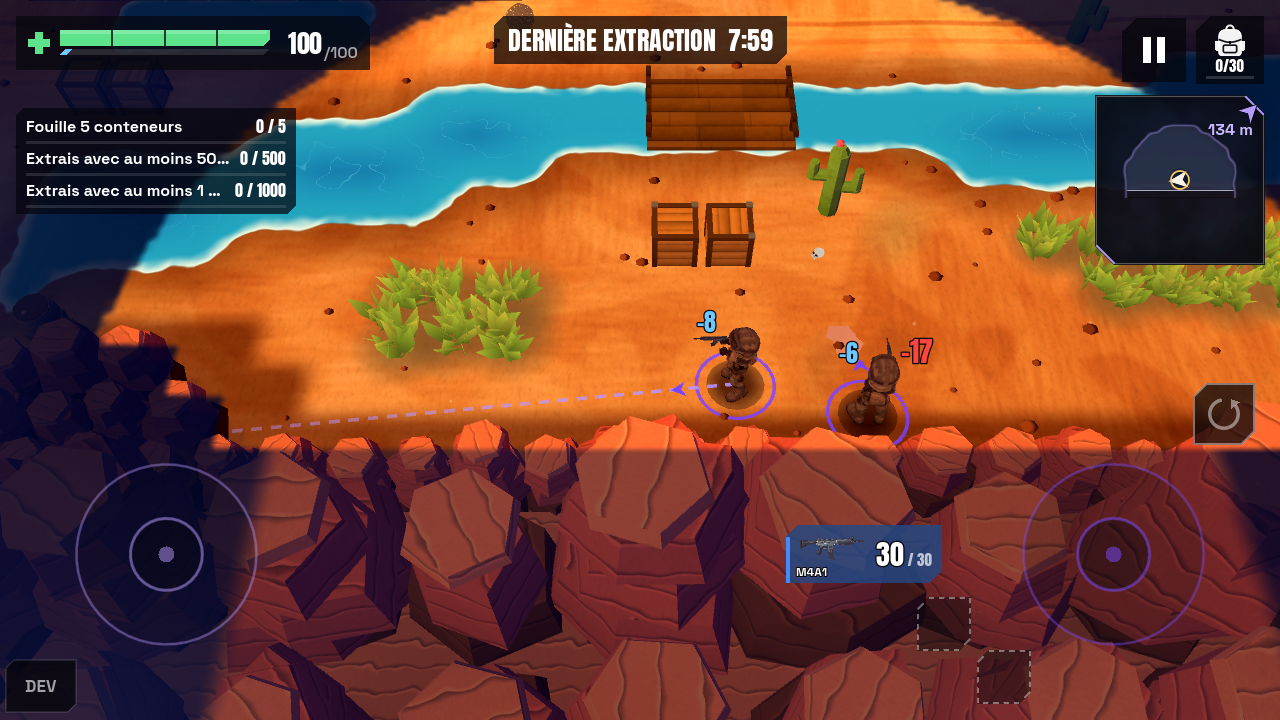 100/100
DERNIÈRE EXTRACTION 7:59
0/30
Fouille 5 conteneurs 0 / 5
Extrais avec au moins 50... 0 / 500
Extrais avec au moins 1 ... 0 / 1000
134 m
-8
-6
-17
30 / 30
M4A1
DEV